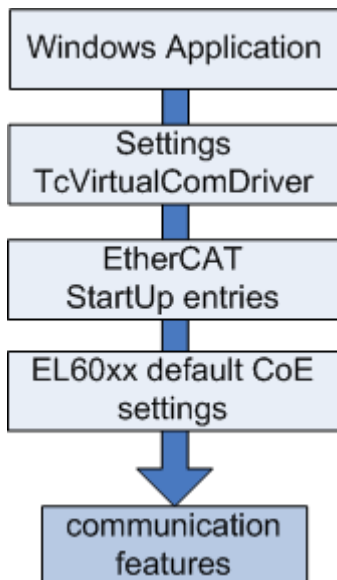 Windows Application
Settings
TcVirtualComDriver
EtherCAT
StartUp entries
EL60xx default CoE
settings
communication
features